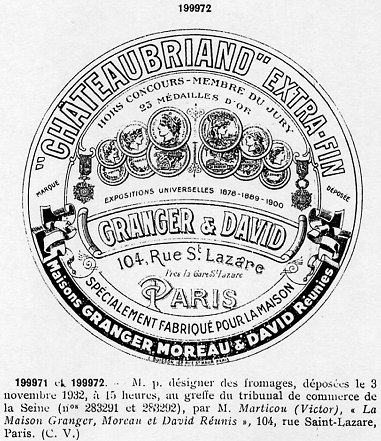 199972
"CHÂTEAUBRIAND" EXTRA-FIN
HORS CONCOURS - MEMBRE DU JURY
23 MÉDAILLES D'OR
MARQUE DÉPOSÉE
EXPOSITIONS UNIVERSELLES 1878-1889-1900
GRANGER & DAVID
104, Rue St Lazare
Près la Gare St Lazare
PARIS
SPÉCIALEMENT FABRIQUÉ POUR LA MAISON
Maisons GRANGER, MOREAU & DAVID Réunies
199971 et 199972. - M. p. désigner des fromages, déposées le 3
novembre 1932, à 15 heures, au greffe du tribunal de commerce de
la Seine (nos 283291 et 283292), par M. Marticou (Victor), « La
Maison Granger, Moreau et David Réunis », 104, rue Saint-Lazare,
Paris. (C. V.)